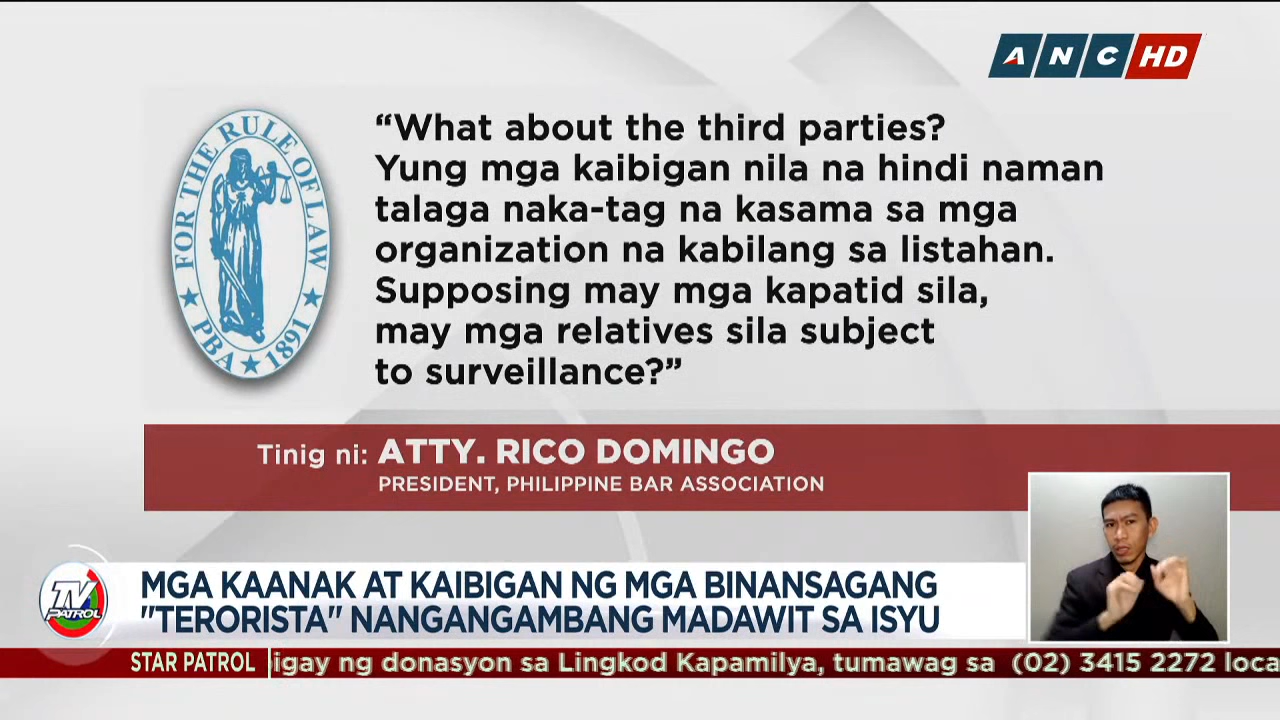 ANC HD
“What about the third parties?
Yung mga kaibigan nila na hindi naman
talaga naka-tag na kasama sa mga
organization na kabilang sa listahan.
Supposing may mga kapatid sila,
may mga relatives sila subject
to surveillance?”
FOR THE RULE OF LAW
PBA 1891
Tinig ni: ATTY. RICO DOMINGO
PRESIDENT, PHILIPPINE BAR ASSOCIATION
TV PATROL
MGA KAANAK AT KAIBIGAN NG MGA BINANSAGANG
"TERORISTA" NANGANGAMBANG MADAWIT SA ISYU
STAR PATROL igay ng donasyon sa Lingkod Kapamilya, tumawag sa (02) 3415 2272 loca